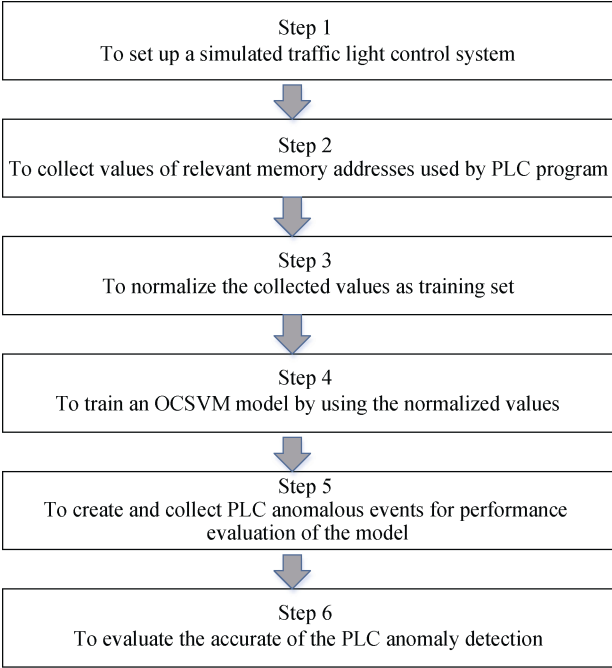 Step 1
To set up a simulated traffic light control system
Step 2
To collect values of relevant memory addresses used by PLC program
Step 3
To normalize the collected values as training set
Step 4
To train an OCSVM model by using the normalized values
Step 5
To create and collect PLC anomalous events for performance
evaluation of the model
Step 6
To evaluate the accurate of the PLC anomaly detection